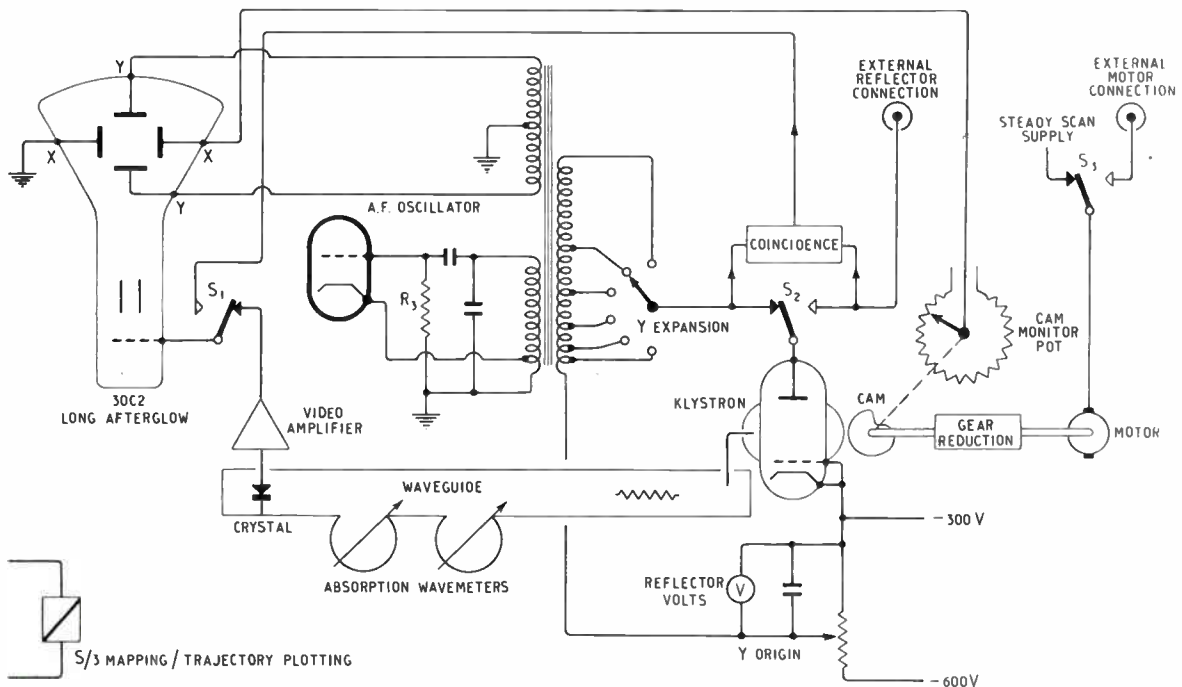 Y
X
X
Y
30C2
LONG AFTERGLOW
S1
VIDEO
AMPLIFIER
A.F. OSCILLATOR
R3
Y EXPANSION
COINCIDENCE
S2
EXTERNAL
REFLECTOR
CONNECTION
EXTERNAL
MOTOR
CONNECTION
STEADY SCAN
SUPPLY
S3
CAM
MONITOR
POT
KLYSTRON
CAM
GEAR
REDUCTION
MOTOR
WAVEGUIDE
CRYSTAL
ABSORPTION WAVEMETERS
-300 V
REFLECTOR
VOLTS
V
Y ORIGIN
-600V
S/3 MAPPING / TRAJECTORY PLOTTING